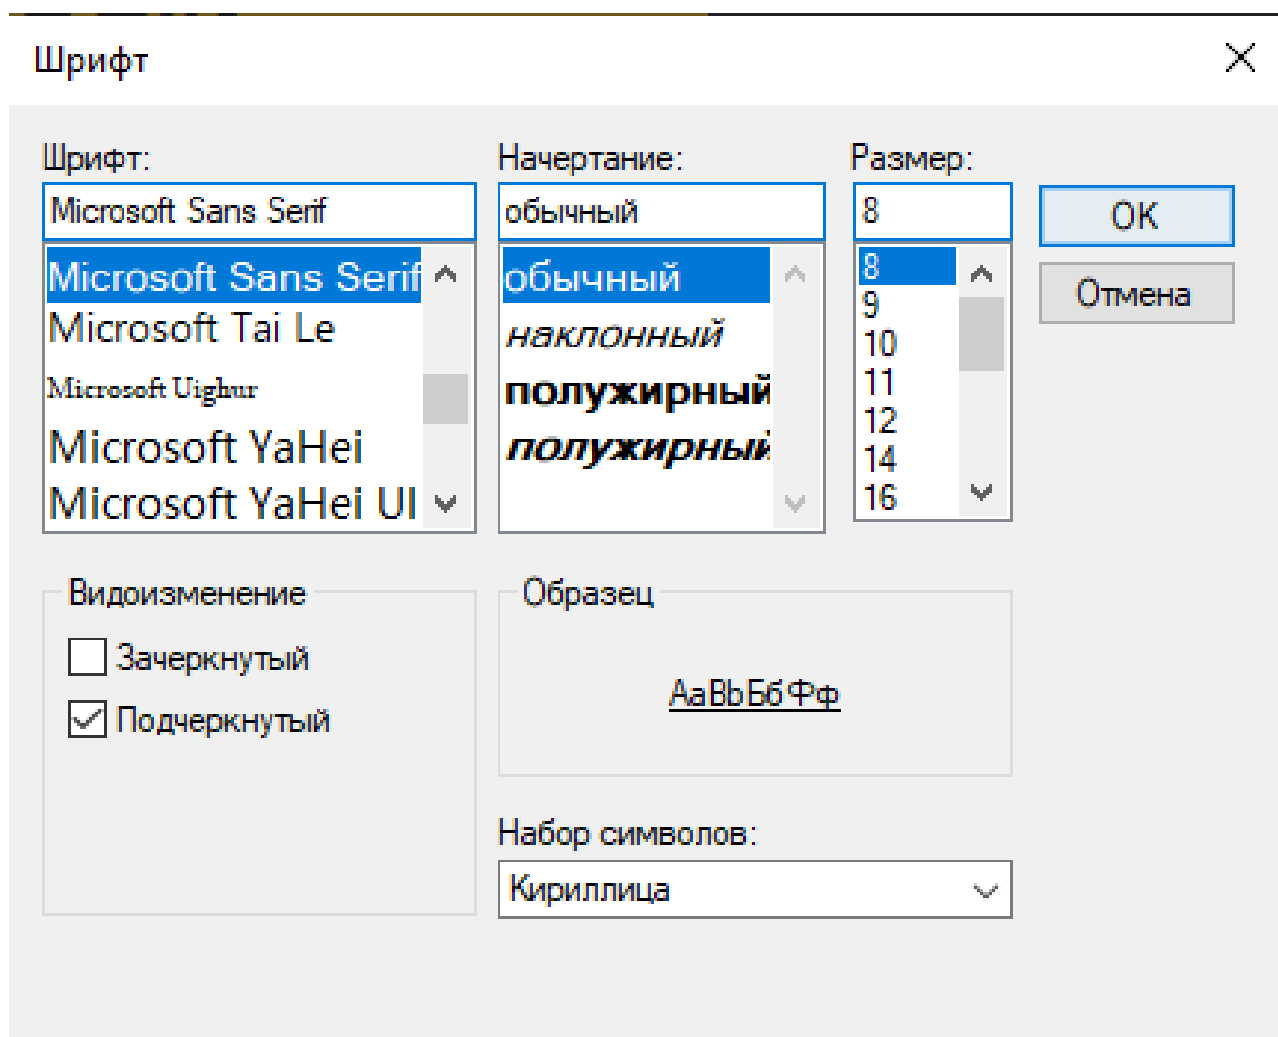 Шрифт
Шрифт:
Начертание:
Размер:
Microsoft Sans Serif
обычный
8
OK
Microsoft Sans Serif
Microsoft Tai Le
Microsoft Uighur
Microsoft YaHei
Microsoft YaHei UI
обычный
наклонный
полужирный
полужирный
8
9
10
11
12
14
16
Отмена
Видоизменение
Зачеркнутый
Подчеркнутый
Образец
АаBbБбФф
Набор символов:
Кириллица